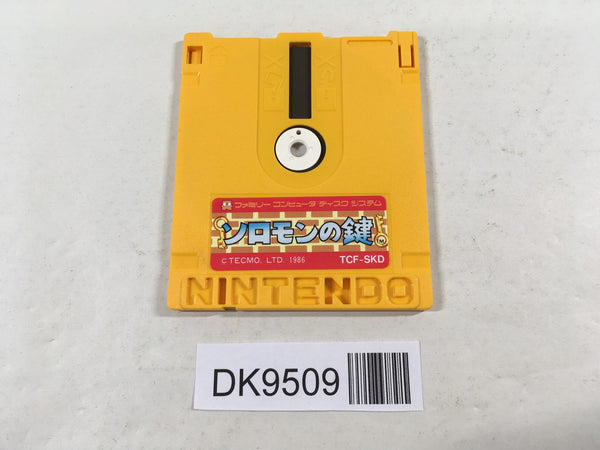 ファミリー コンピュータ ディスク システム
ソロモンの鍵
© TECMO, LTD. 1986 TCF-SKD
NINTENDO
DK9509